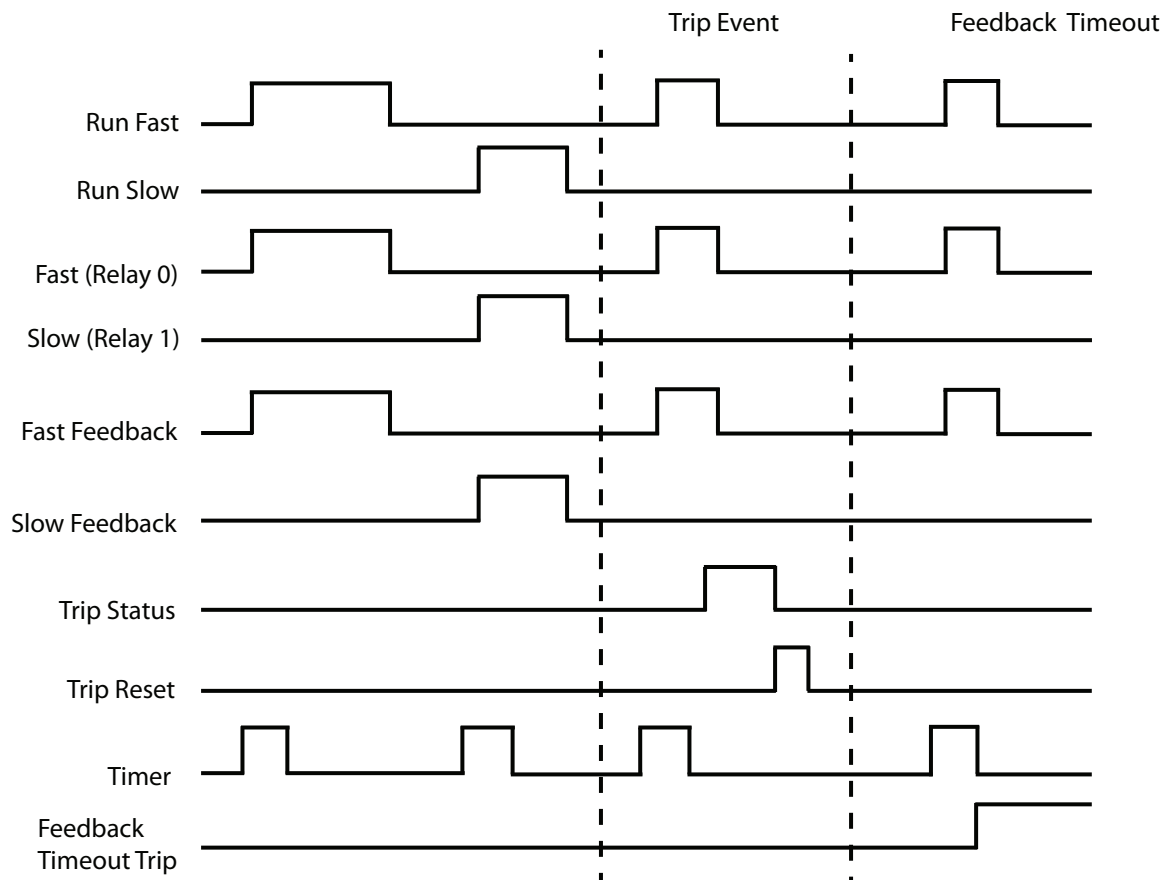 Trip Event
Feedback Timeout
Run Fast
Run Slow
Fast (Relay 0)
Slow (Relay 1)
Fast Feedback
Slow Feedback
Trip Status
Trip Reset
Timer
Feedback
Timeout Trip